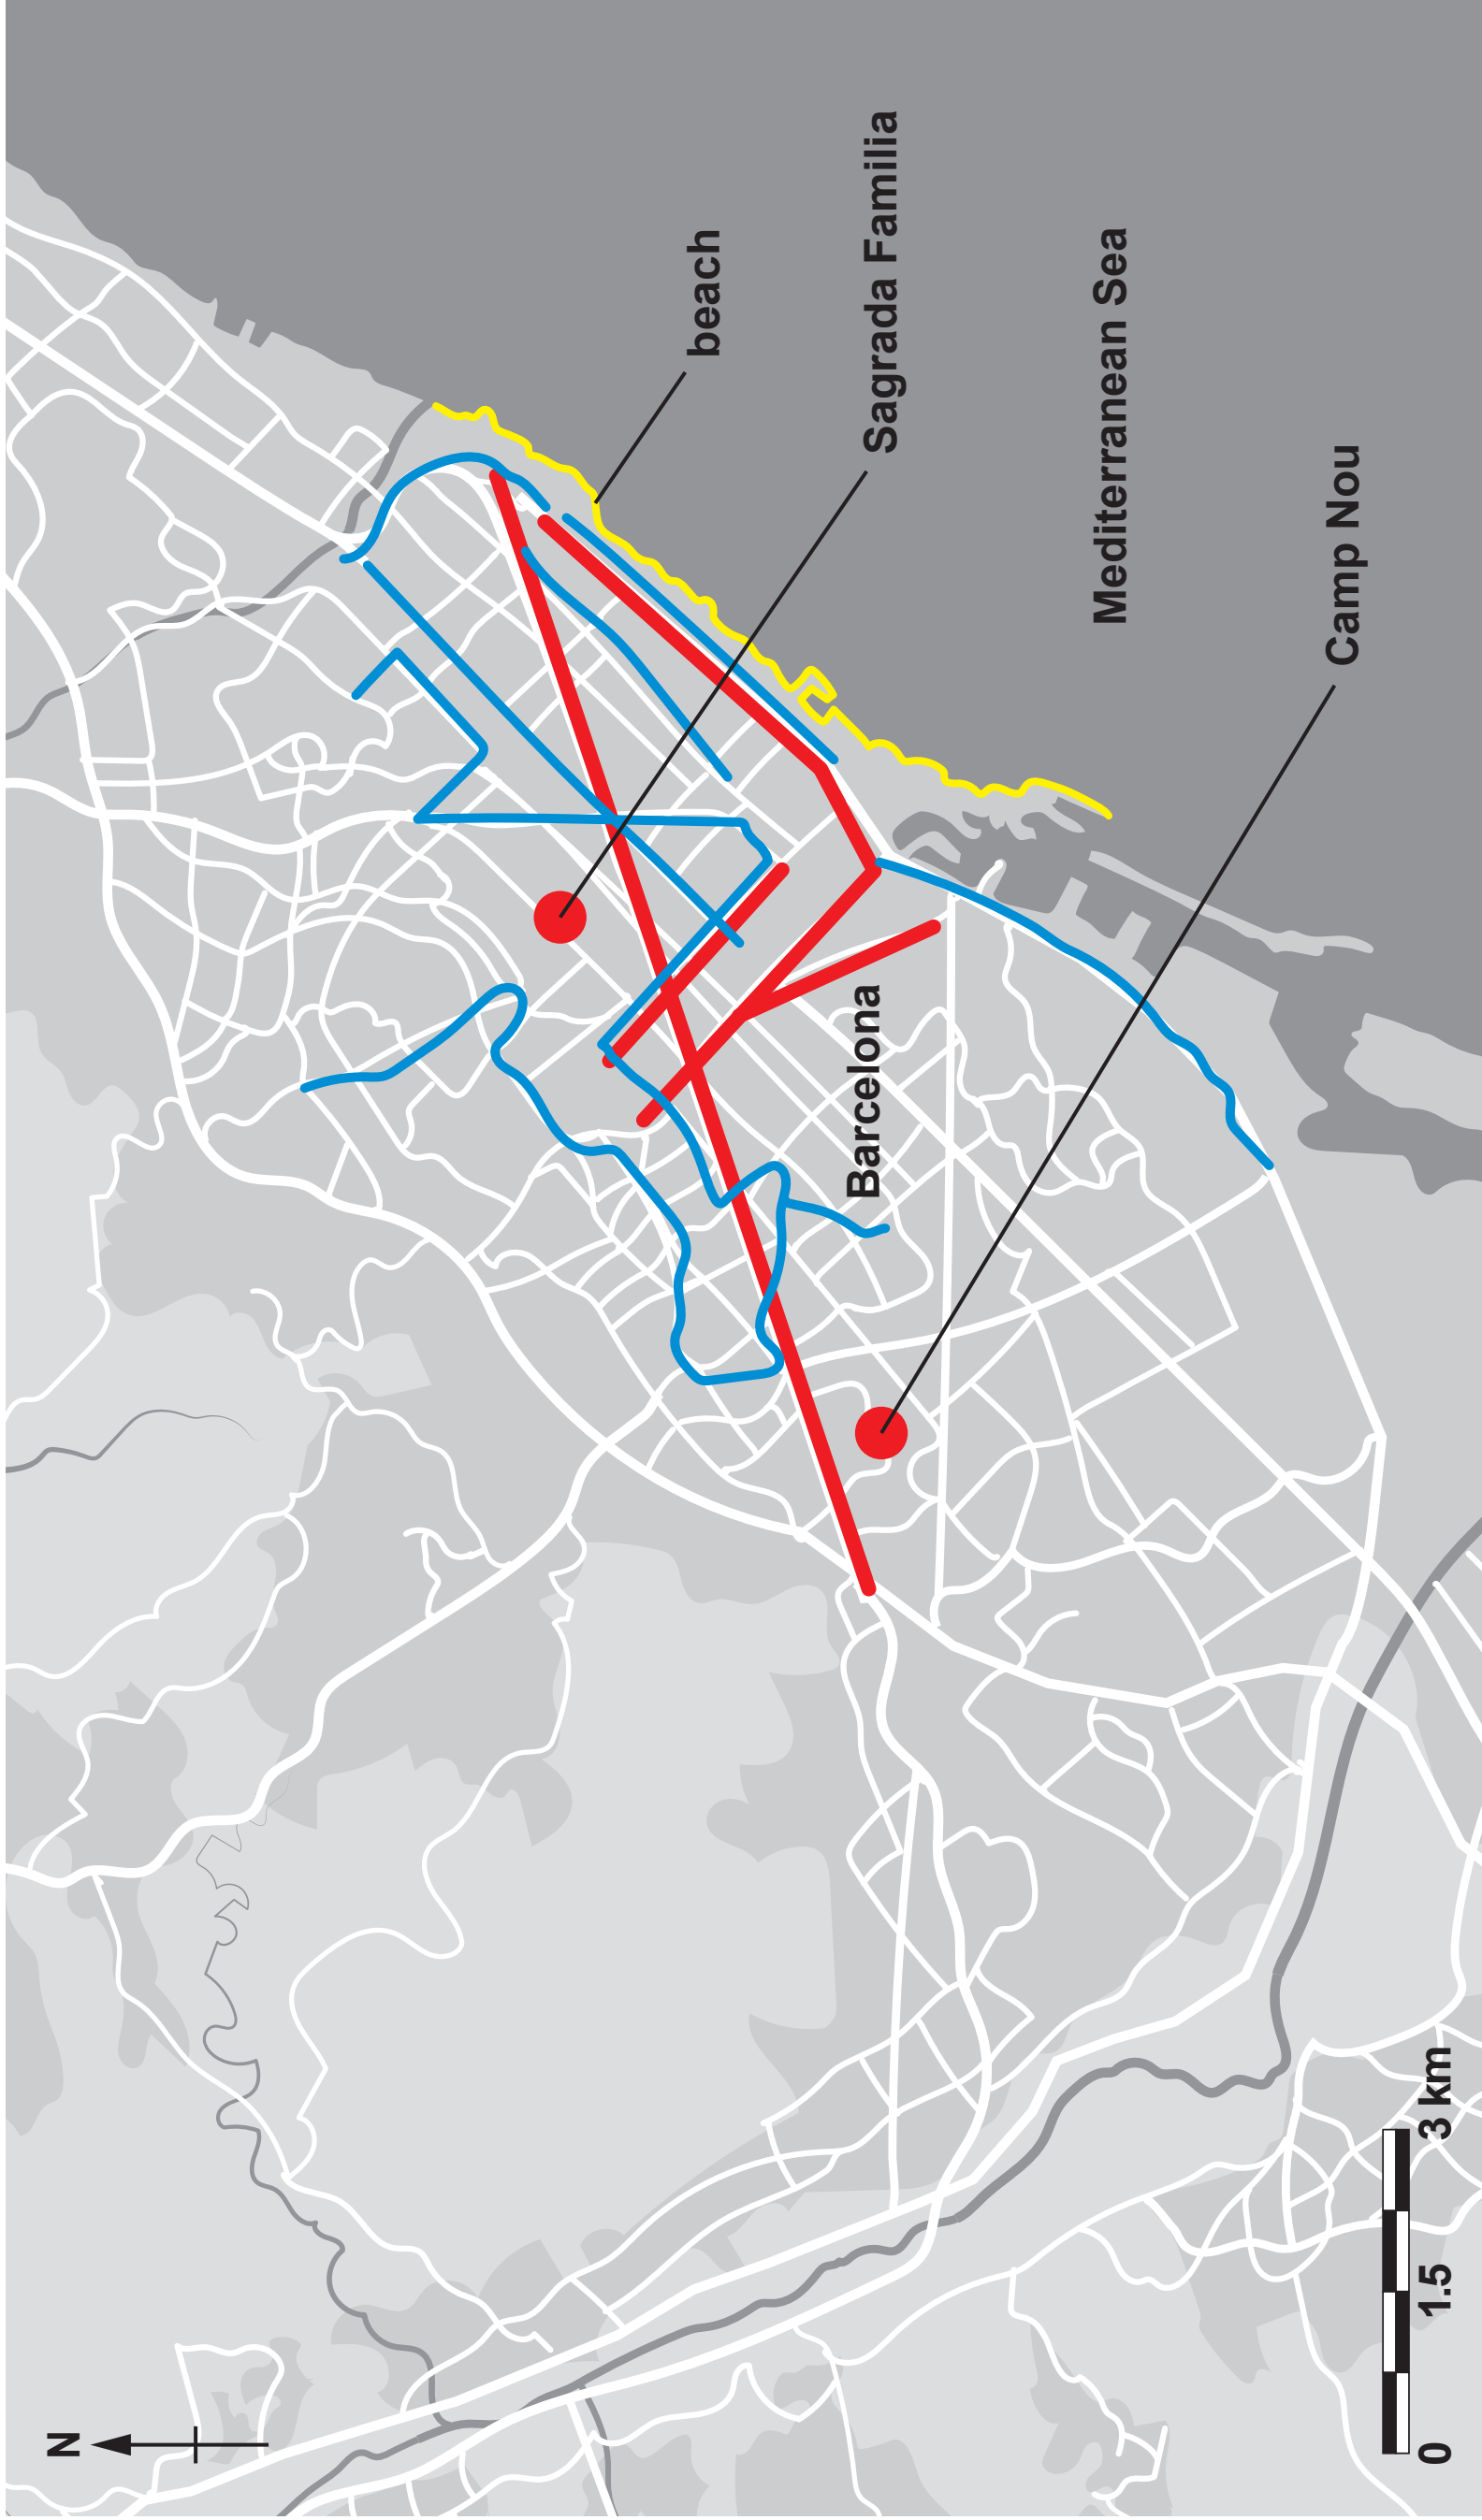 N
beach
Sagrada Familia
Mediterranean Sea
Camp Nou
Barcelona
0 1.5 3 km